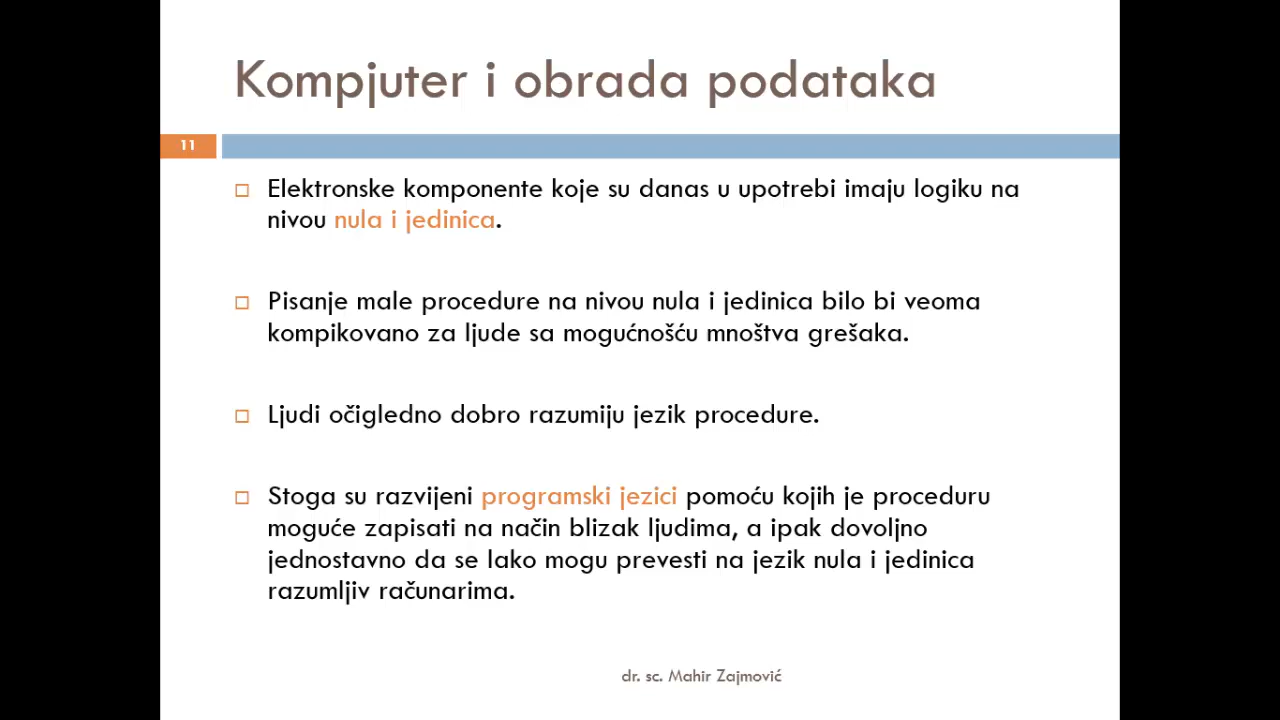 Kompjuter i obrada podataka
11
Elektronske komponente koje su danas u upotrebi imaju logiku na
nivou nula i jedinica.
Pisanje male procedure na nivou nula i jedinica bilo bi veoma
kompikovano za ljude sa mogućnošću mnoštva grešaka.
Ljudi očigledno dobro razumiju jezik procedure.
Stoga su razvijeni programski jezici pomoću kojih je proceduru
moguće zapisati na način blizak ljudima, a ipak dovoljno
jednostavno da se lako mogu prevesti na jezik nula i jedinica
razumljiv računarima.
dr. sc. Mahir Zajmović